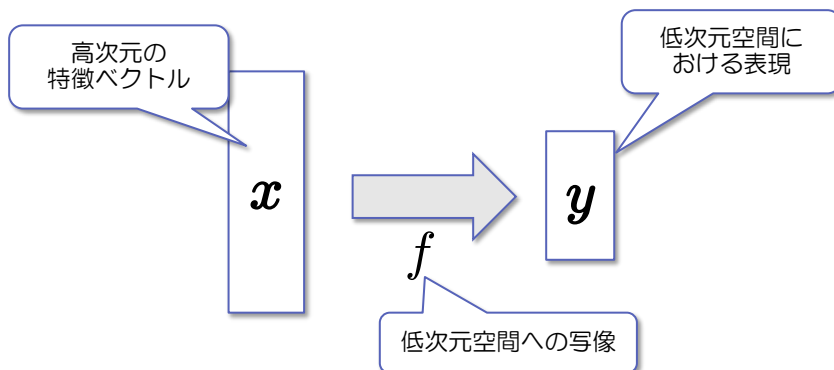 高次元の
特徴ベクトル
低次元空間に
おける表現
x
y
f
低次元空間への写像